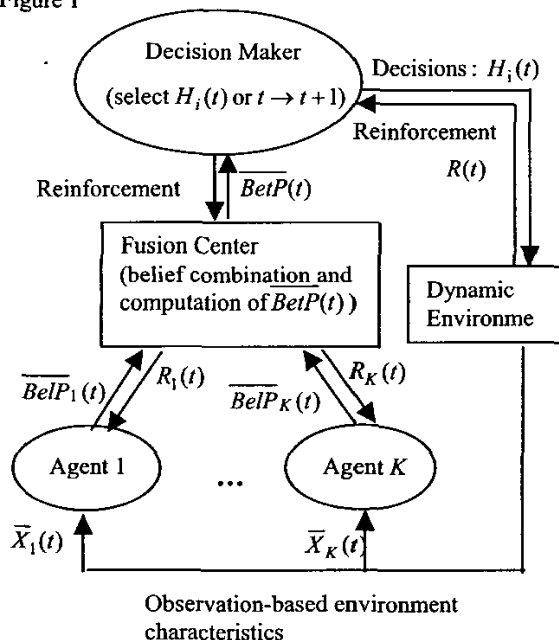 Figure 1
Decision Maker
(select H_i(t) or t → t+1)
Decisions: H_i(t)
Reinforcement
R(t)
Reinforcement
BetP(t)
Fusion Center
(belief combination and
computation of BetP(t))
Dynamic
Environme
BelP_1(t)
R_1(t)
BelP_K(t)
R_K(t)
Agent 1
...
Agent K
X_1(t)
X_K(t)
Observation-based environment
characteristics